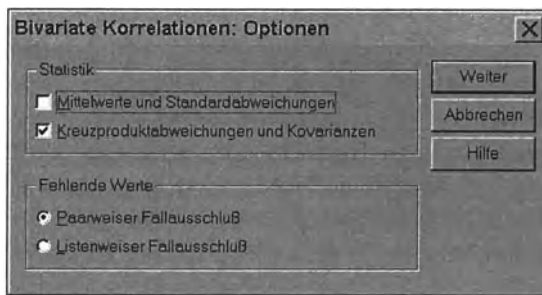 Bivariate Korrelationen: Optionen
Statistik
Mittelwerte und Standardabweichungen
Kreuzproduktabweichungen und Kovarianzen
Fehlende Werte
Paarweiser Fallausschluß
Listenweiser Fallausschluß
Weiter
Abbrechen
Hilfe